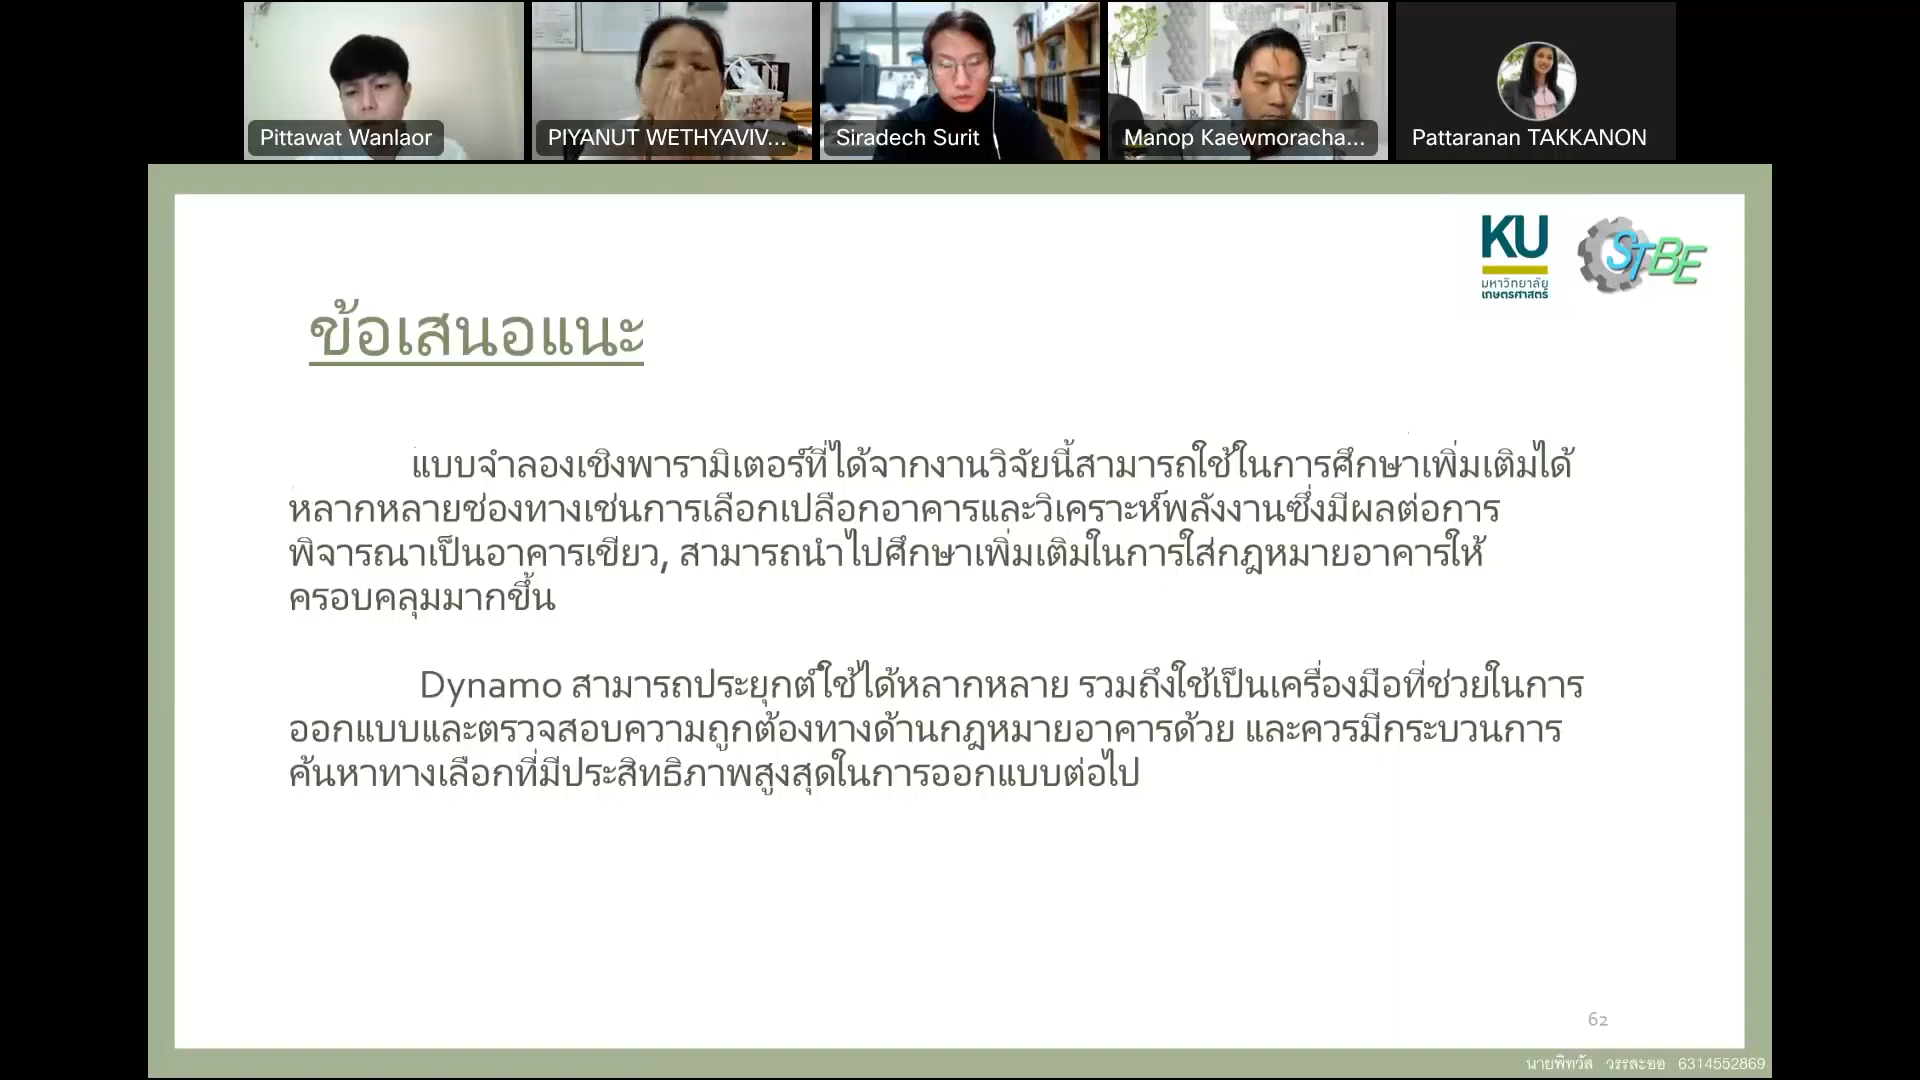 Pittawat Wanlaor
PIYANUT WETHYAVIV...
Siradech Surit
Manop Kaewmoracha...
Pattaranan TAKKANON
KU
มหาวิทยาลัย
เกษตรศาสตร์
STBE
ข้อเสนอแนะ
แบบจำลองเชิงพารามิเตอร์ที่ได้จากงานวิจัยนี้สามารถใช้ในการศึกษาเพิ่มเติมได้
หลากหลายช่องทางเช่นการเลือกเปลือกอาคารและวิเคราะห์พลังงานซึ่งมีผลต่อการ
พิจารณาเป็นอาคารเขียว, สามารถนำไปศึกษาเพิ่มเติมในการใส่กฎหมายอาคารให้
ครอบคลุมมากขึ้น
Dynamo สามารถประยุกต์ใช้ได้หลากหลาย รวมถึงใช้เป็นเครื่องมือที่ช่วยในการ
ออกแบบและตรวจสอบความถูกต้องทางด้านกฎหมายอาคารด้วย และควรมีกระบวนการ
ค้นหาทางเลือกที่มีประสิทธิภาพสูงสุดในการออกแบบต่อไป
62
นายพิทวัส วรรละออ 6314552869